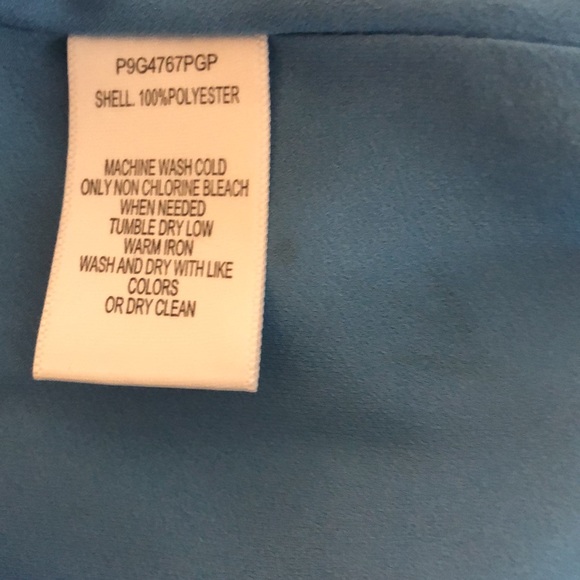 P9G4767PGP
SHELL. 100%POLYESTER
MACHINE WASH COLD
ONLY NON CHLORINE BLEACH
WHEN NEEDED
TUMBLE DRY LOW
WARM IRON
WASH AND DRY WITH LIKE
COLORS
OR DRY CLEAN